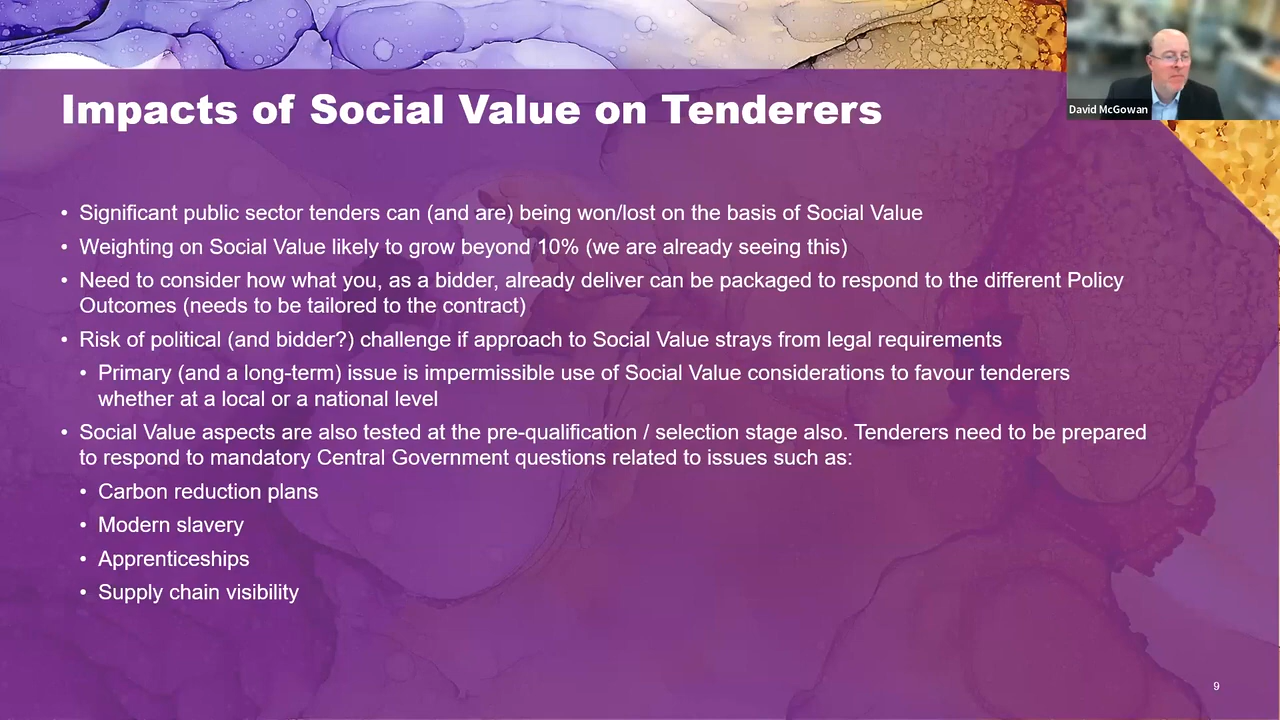 David McGowan
Impacts of Social Value on Tenderers
• Significant public sector tenders can (and are) being won/lost on the basis of Social Value
• Weighting on Social Value likely to grow beyond 10% (we are already seeing this)
• Need to consider how what you, as a bidder, already deliver can be packaged to respond to the different Policy
Outcomes (needs to be tailored to the contract)
• Risk of political (and bidder?) challenge if approach to Social Value strays from legal requirements
• Primary (and a long-term) issue is impermissible use of Social Value considerations to favour tenderers
whether at a local or a national level
• Social Value aspects are also tested at the pre-qualification / selection stage also. Tenderers need to be prepared
to respond to mandatory Central Government questions related to issues such as:
• Carbon reduction plans
• Modern slavery
• Apprenticeships
• Supply chain visibility
9